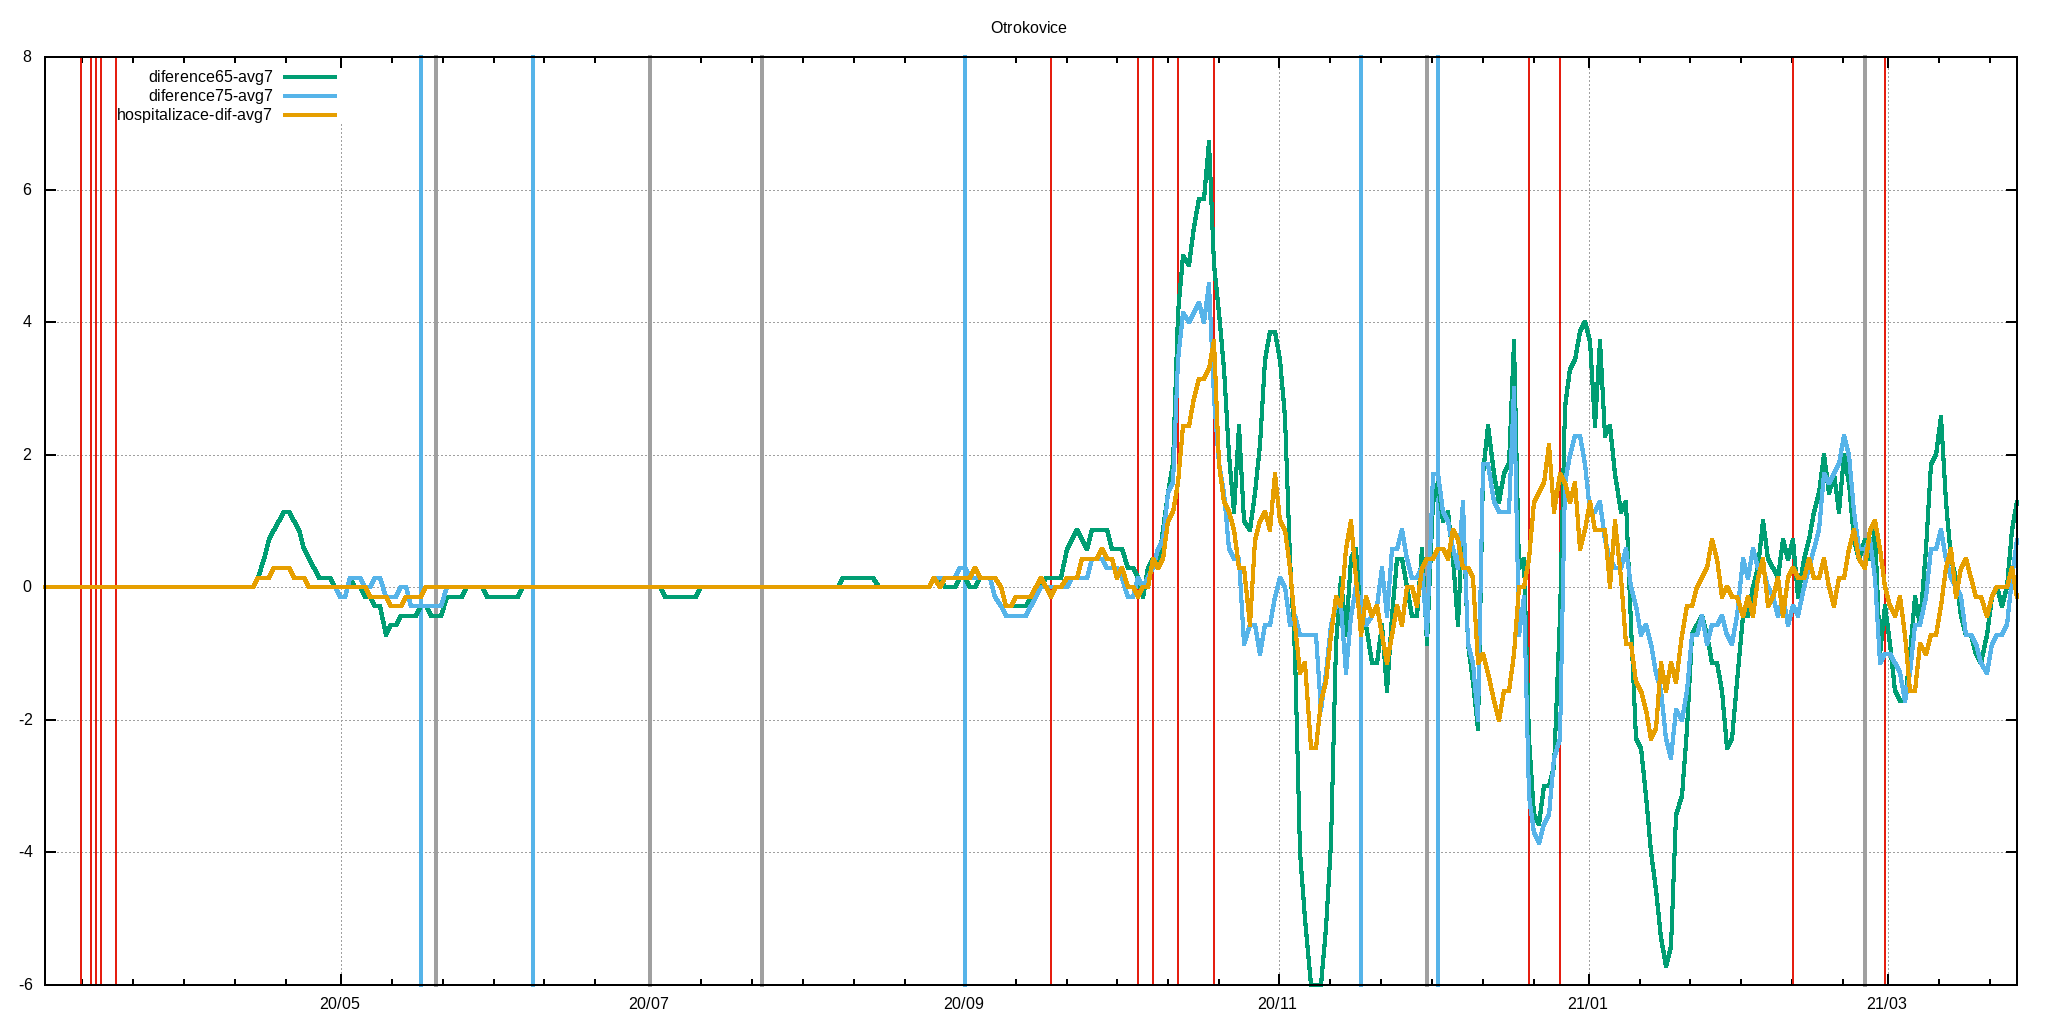 Otrokovice
8
diference65-avg7
diference75-avg7
hospitalizace-dif-avg7
6
4
2
0
-2
-4
-6
20/05 20/07 20/09 20/11 21/01 21/03